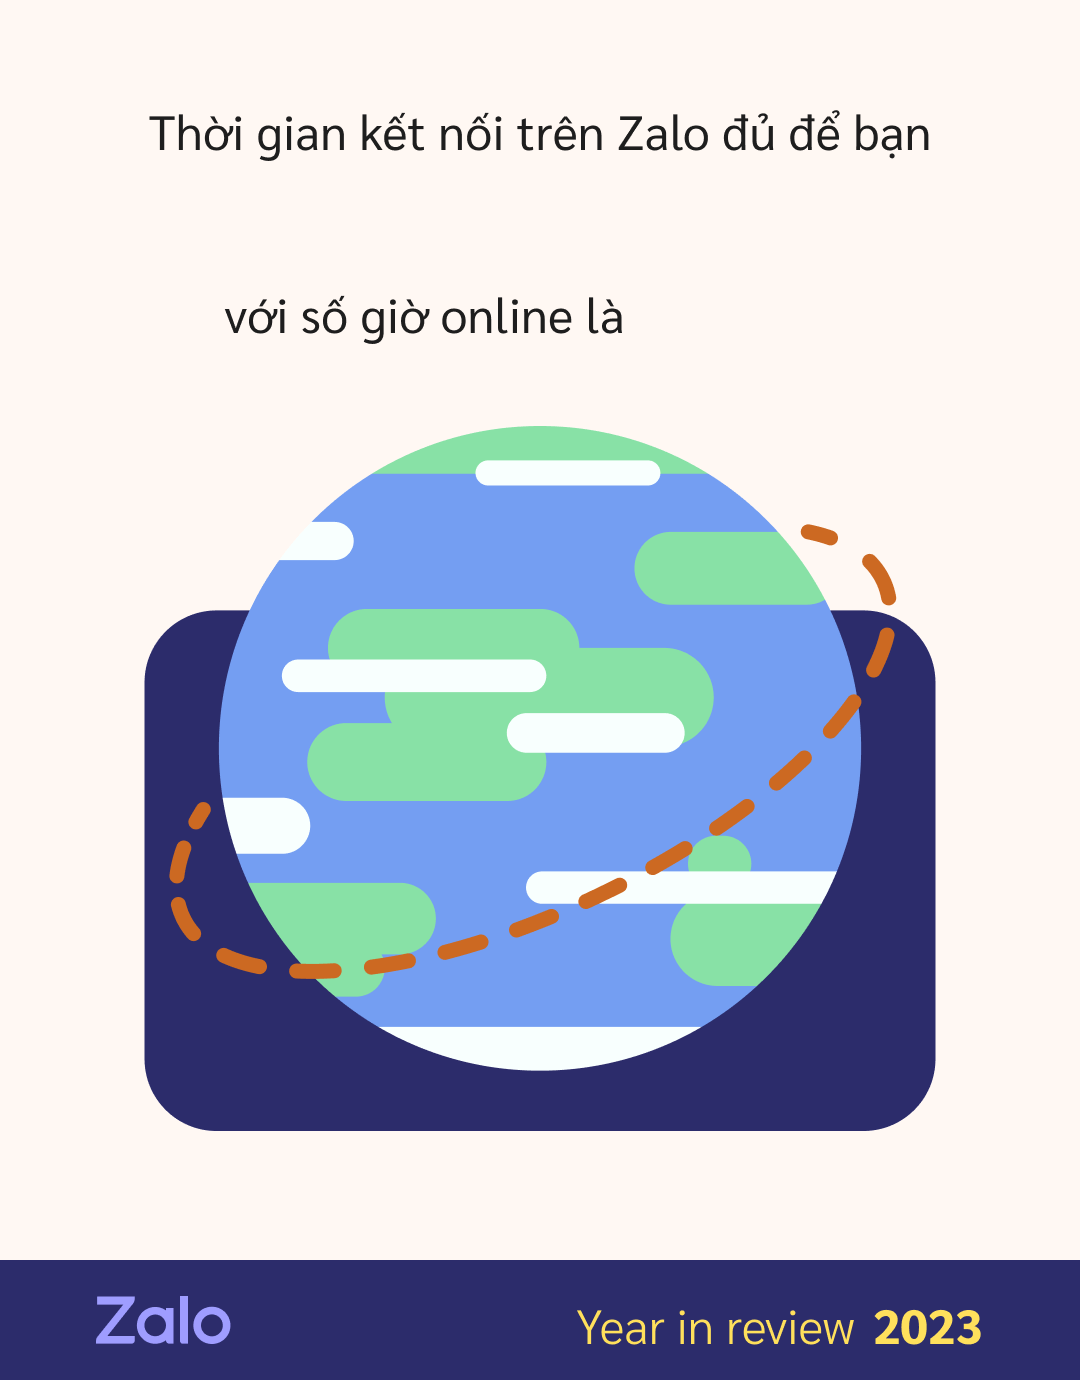 Thời gian kết nối trên Zalo đủ để bạn
với số giờ online là
Zalo
Year in review 2023